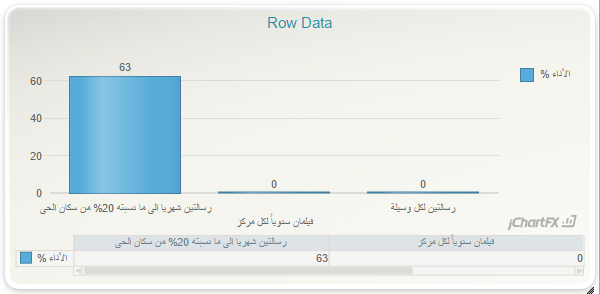 Row Data
63
0
0
60
40
20
0
% الأداء
رسالتين شهريا الى ما نسبته 20% من سكان الحى
فيلمان سنوياً لكل مركز
رسالتين لكل وسيلة
jChartFX
رسالتين شهريا الى ما نسبته 20% من سكان الحى
فيلمان سنوياً لكل مركز
% الأداء
63
0